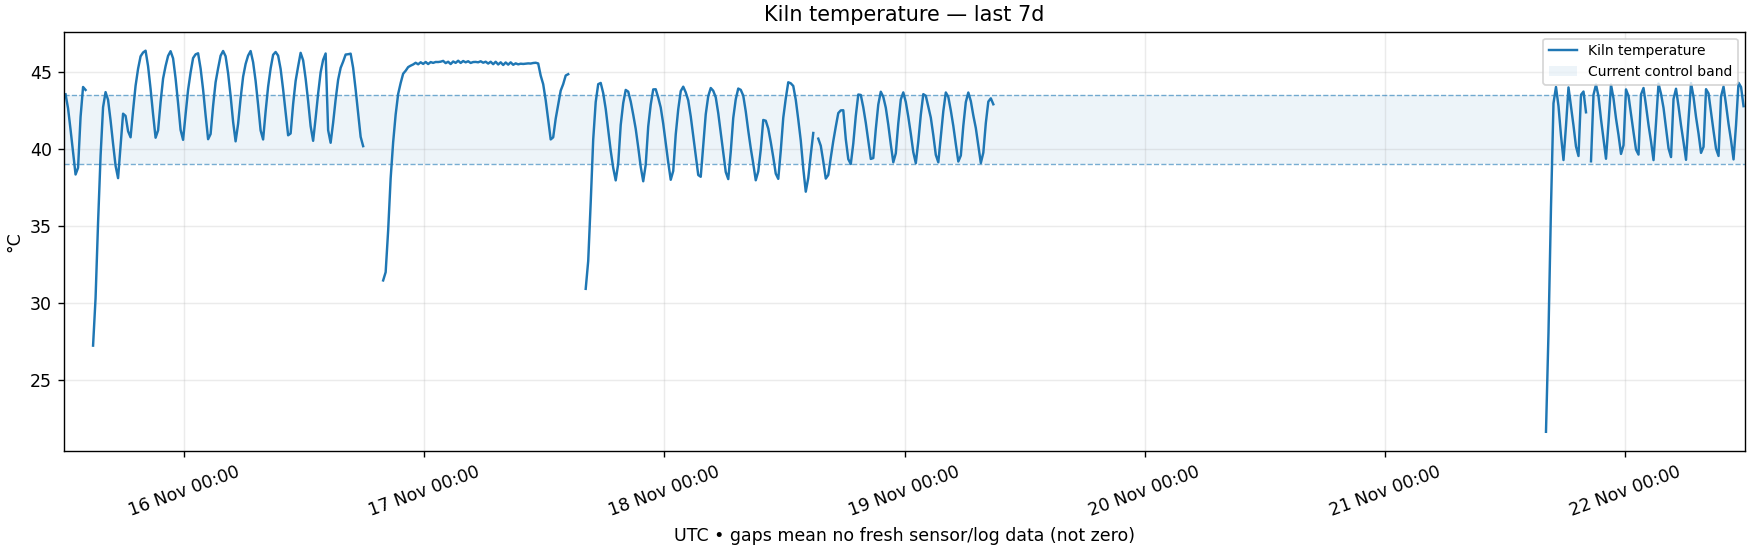 Kiln temperature — last 7d
Kiln temperature
Current control band
°C
45
40
35
30
25
16 Nov 00:00
17 Nov 00:00
18 Nov 00:00
19 Nov 00:00
20 Nov 00:00
21 Nov 00:00
22 Nov 00:00
UTC • gaps mean no fresh sensor/log data (not zero)